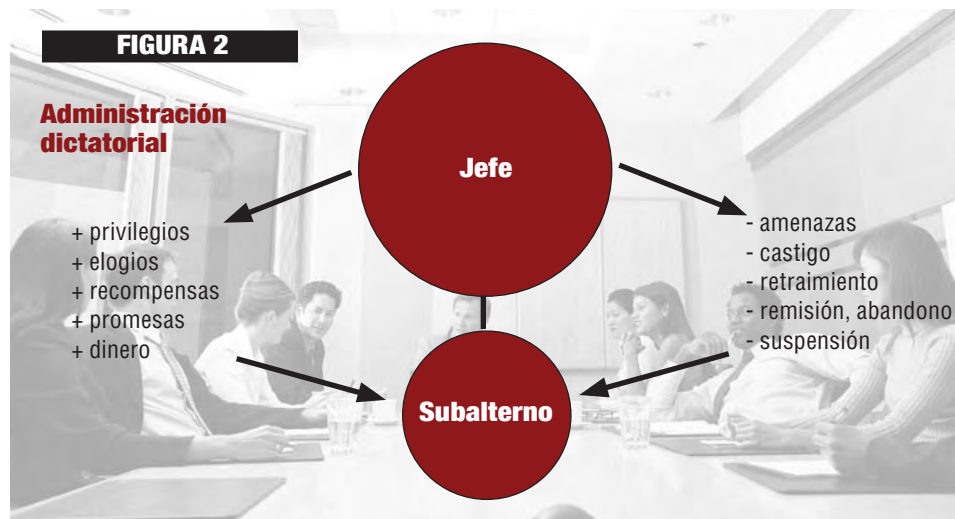 FIGURA 2
Administración
dictatorial
Jefe
+ privilegios
+ elogios
+ recompensas
+ promesas
+ dinero
- amenazas
- castigo
- retraimiento
- remisión, abandono
- suspensión
Subalterno